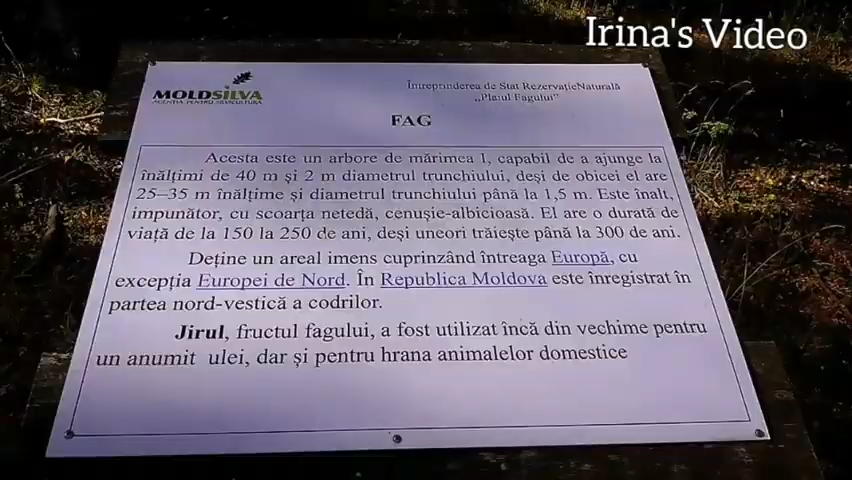 Irina's Video
MOLDSILVA
AGENȚIA PENTRU SILVICULTURA
Întreprinderea de Stat RezervațieNaturală
„Plaiul Fagului”
FAG
Acesta este un arbore de mărimea I, capabil de a ajunge la
înălțimi de 40 m și 2 m diametrul trunchiului, deși de obicei el are
25–35 m înălțime și diametrul trunchiului până la 1,5 m. Este înalt,
impunător, cu scoarța netedă, cenușie-albicioasă. El are o durată de
viață de la 150 la 250 de ani, deși uneori trăiește până la 300 de ani.
Deține un areal imens cuprinzând întreaga Europă, cu
excepția Europei de Nord. În Republica Moldova este înregistrat în
partea nord-vestică a codrilor.
Jirul, fructul fagului, a fost utilizat încă din vechime pentru
un anumit ulei, dar și pentru hrana animalelor domestice